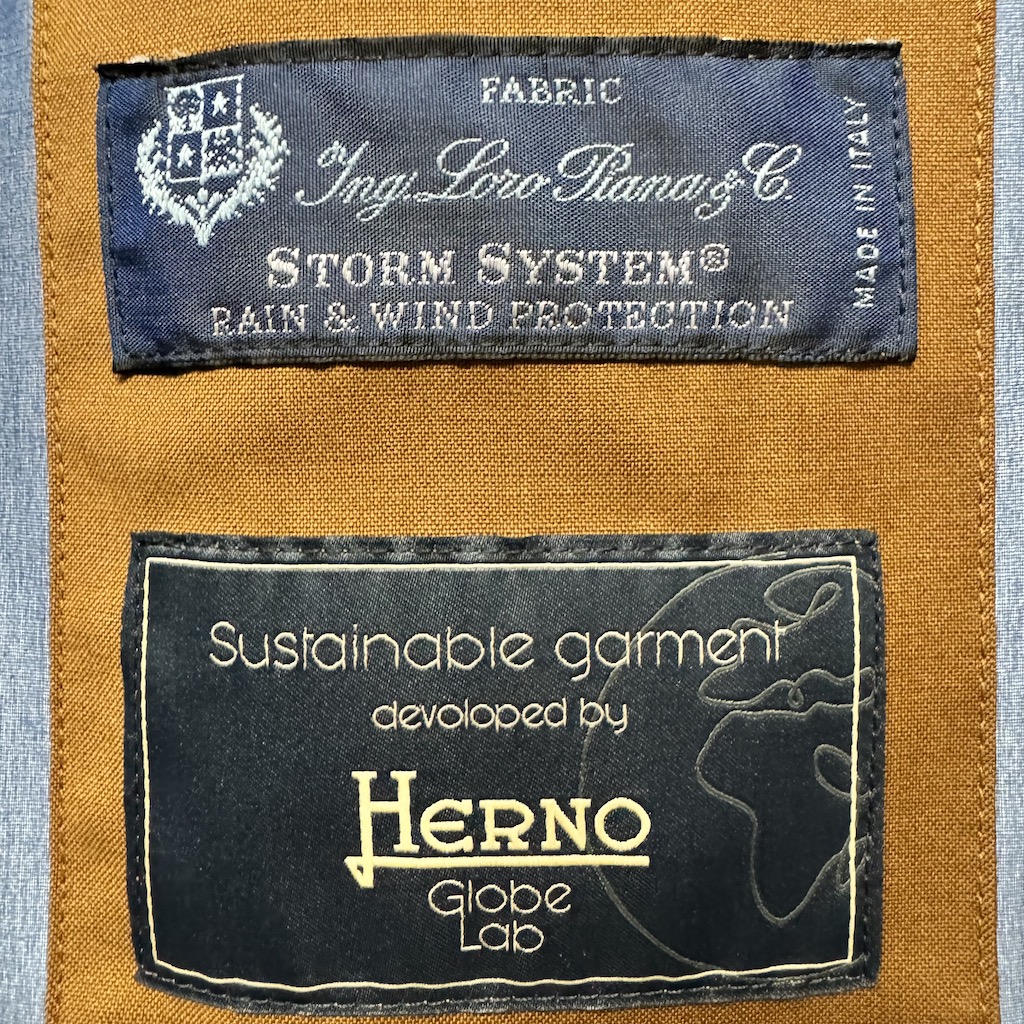 FABRIC
Ing. Loro Piana & C.
STORM SYSTEM®
RAIN & WIND PROTECTION
MADE IN ITALY
Sustainable garment
devoloped by
HERNO
Globe
Lab